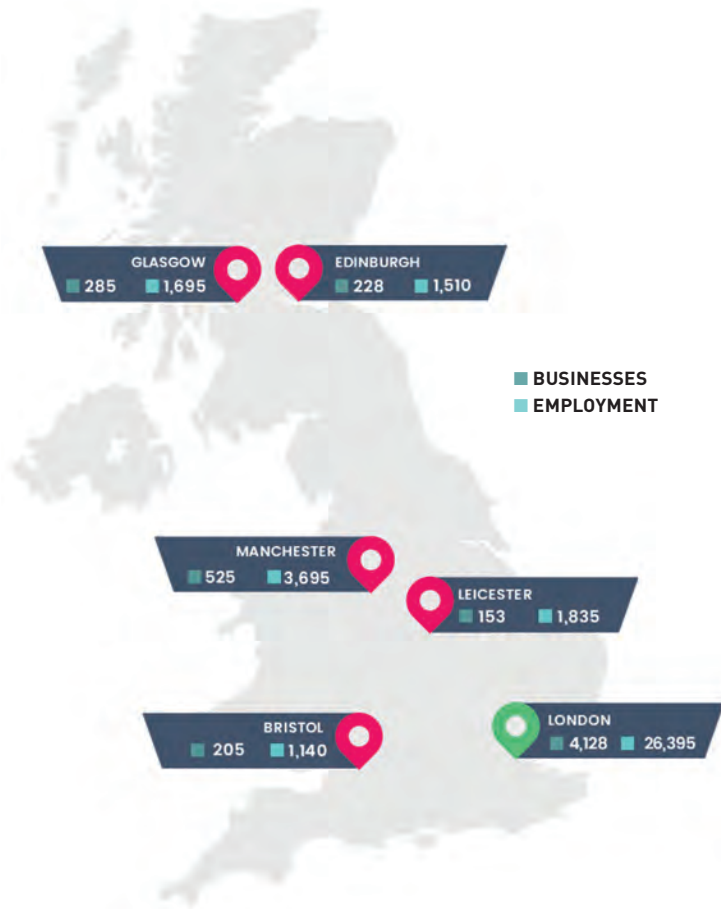 GLASGOW
285 1,695
EDINBURGH
228 1,510
BUSINESSES
EMPLOYMENT
MANCHESTER
525 3,695
LEICESTER
153 1,835
BRISTOL
205 1,140
LONDON
4,128 26,395